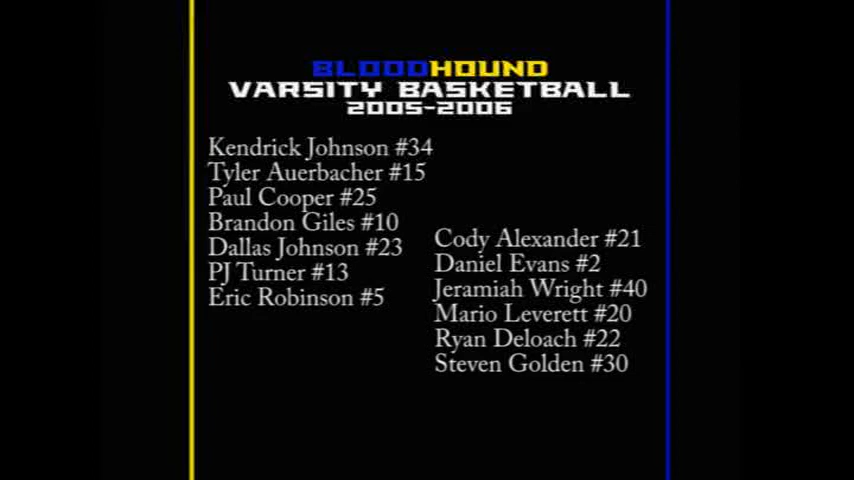 BLOODHOUND
VARSITY BASKETBALL
2005-2006
Kendrick Johnson #34
Tyler Auerbacher #15
Paul Cooper #25
Brandon Giles #10
Dallas Johnson #23
PJ Turner #13
Eric Robinson #5
Cody Alexander #21
Daniel Evans #2
Jeramiah Wright #40
Mario Leverett #20
Ryan Deloach #22
Steven Golden #30